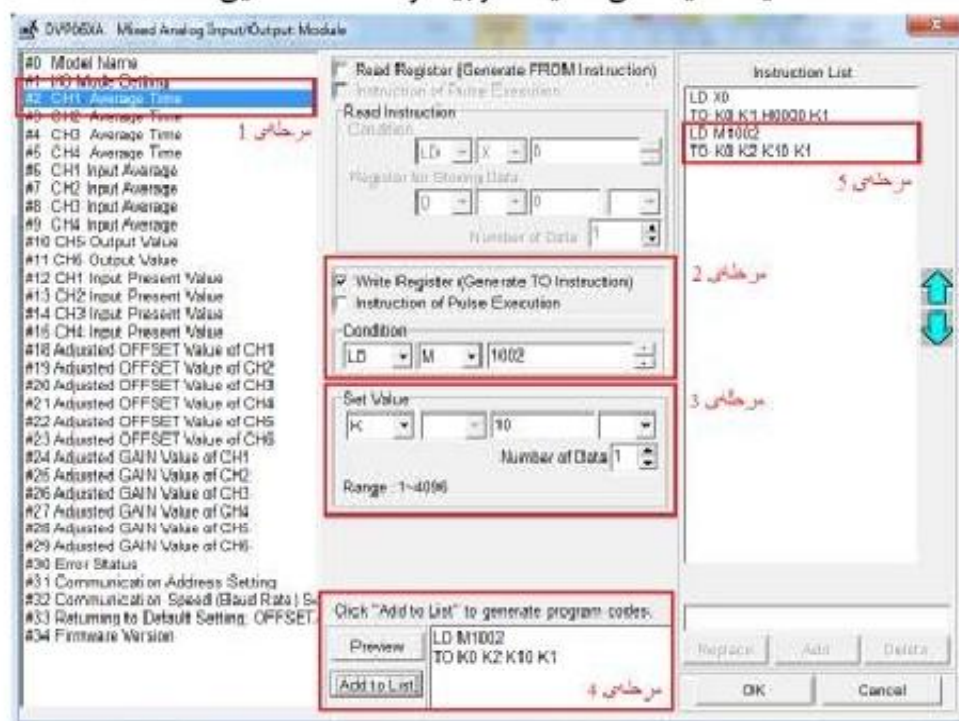 DVP06XA Mixed Analog Input/Output Module
#0 Model Name
#1 I/O Mode Setting
#2 CH1 Average Time
#3 CH2 Average Time
#4 CH3 Average Time
#5 CH4 Average Time
#6 CH1 Input Average
#7 CH2 Input Average
#8 CH3 Input Average
#9 CH4 Input Average
#10 CH5 Output Value
#11 CH6 Output Value
#12 CH1 Input Present Value
#13 CH2 Input Present Value
#14 CH3 Input Present Value
#15 CH4 Input Present Value
#18 Adjusted OFFSET Value of CH1
#19 Adjusted OFFSET Value of CH2
#20 Adjusted OFFSET Value of CH3
#21 Adjusted OFFSET Value of CH4
#22 Adjusted OFFSET Value of CH5
#23 Adjusted OFFSET Value of CH6
#24 Adjusted GAIN Value of CH1
#25 Adjusted GAIN Value of CH2
#26 Adjusted GAIN Value of CH3
#27 Adjusted GAIN Value of CH4
#28 Adjusted GAIN Value of CH5
#29 Adjusted GAIN Value of CH6
#30 Error Status
#31 Communication Address Setting
#32 Communication Speed (Baud Rate) S
#33 Returning to Default Setting: OFFSET
#34 Firmware Version
مرحله‌ی 1
Read Register (Generate FROM Instruction)
Instruction of Pulse Execution
Read Instruction
Condition
LD X 0
Register for Storing Data
D 0
Number of Data 1
Write Register (Generate TO Instruction)
Instruction of Pulse Execution
Condition
LD M 1002
مرحله‌ی 2
Set Value
K 10
Number of Data 1
Range : 1~4096
مرحله‌ی 3
Click "Add to List" to generate program codes.
Preview
Add to List
LD M1002
TO K0 K2 K10 K1
مرحله‌ی 4
Instruction List
LD X0
TO K0 K1 H0000 K1
LD M1002
TO K0 K2 K10 K1
مرحله‌ی 5
Replace Add Delete
OK Cancel